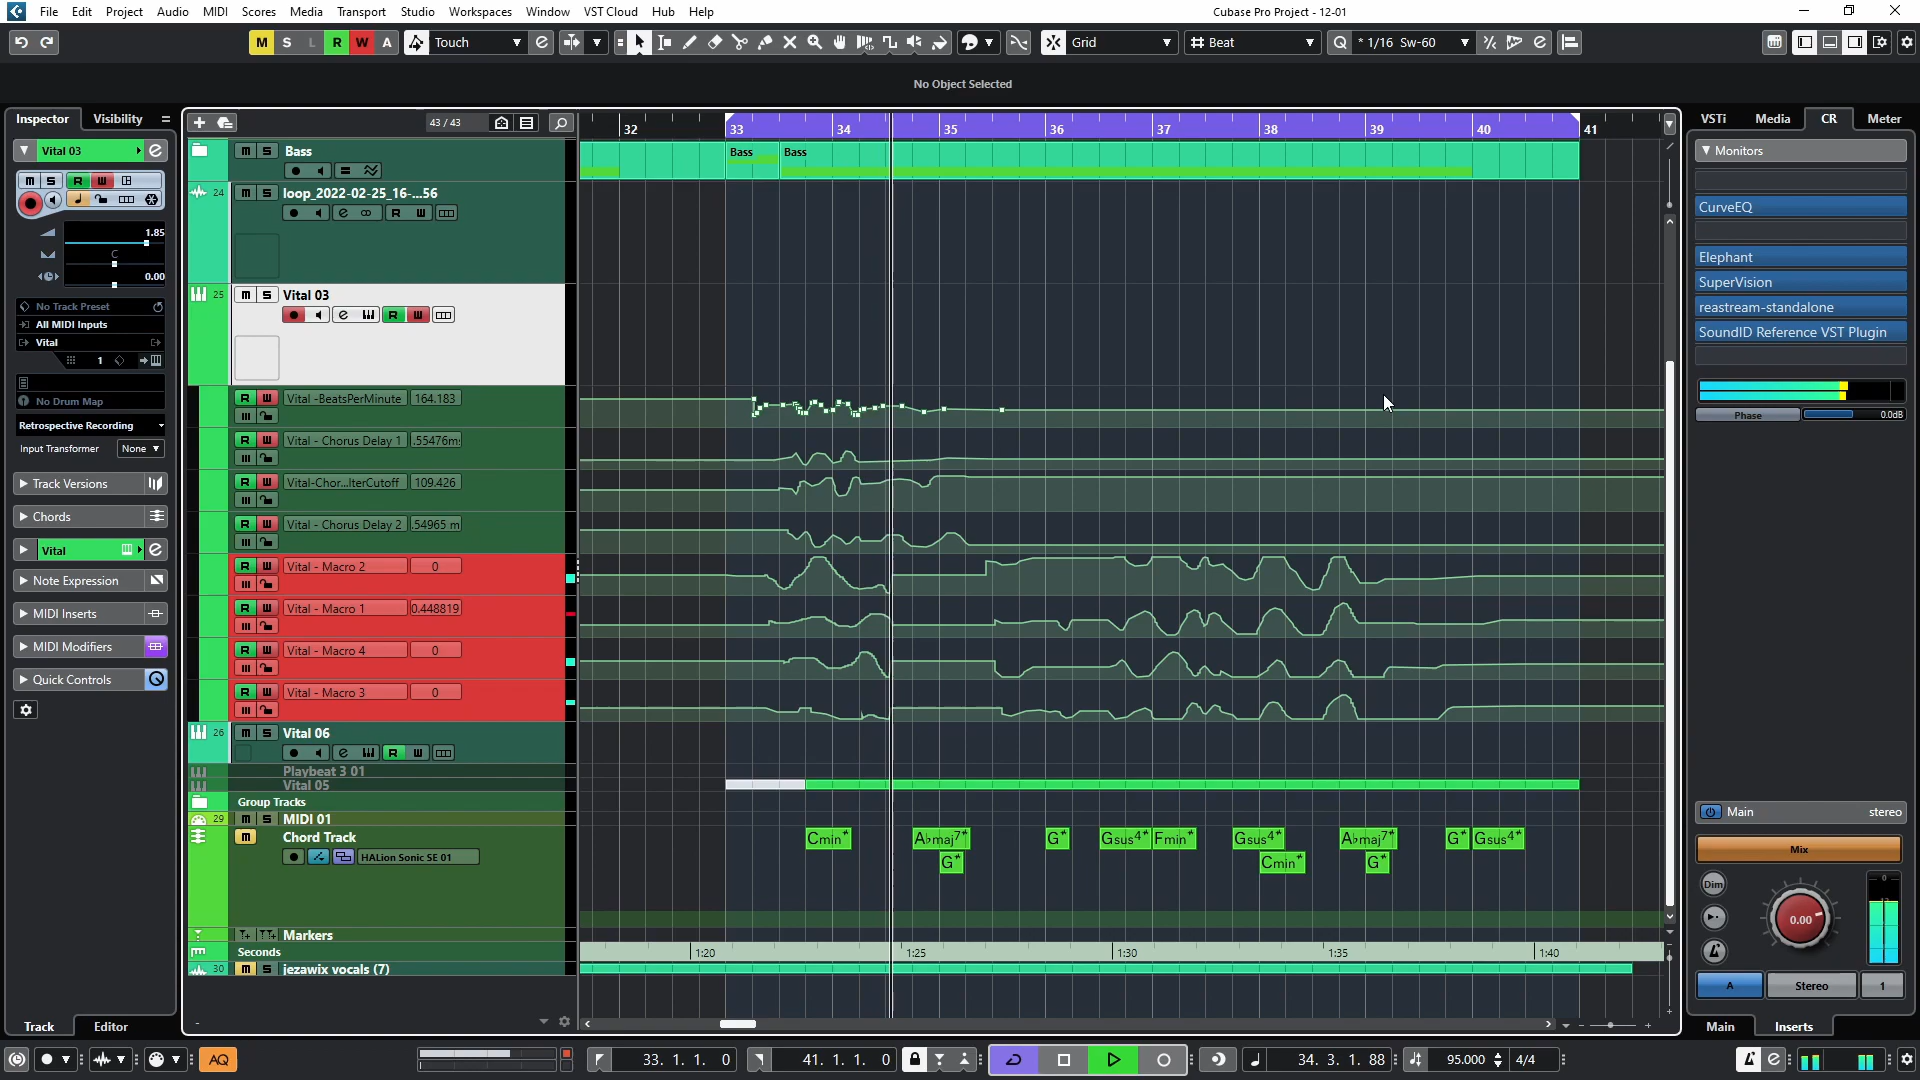 File Edit Project Audio MIDI Scores Media Transport Studio Workspaces Window VST Cloud Hub Help
Cubase Pro Project - 12-01
M S L R W A Touch Grid Beat Q * 1/16 Sw-60
No Object Selected
Inspector Visibility
43 / 43
32 33 34 35 36 37 38 39 40 41
VSTi Media CR Meter
Vital 03
Monitors
m S Bass
Bass Bass
24 m S loop_2022-02-25_16-...56
CurveEQ
Elephant
SuperVision
reastream-standalone
SoundID Reference VST Plugin
Phase 0.0dB
1.85
C
0.00
No Track Preset
All MIDI Inputs
Vital
1
No Drum Map
Retrospective Recording
Input Transformer None
Track Versions
Chords
Vital
Note Expression
MIDI Inserts
MIDI Modifiers
Quick Controls
25 m S Vital 03
Vital -BeatsPerMinute 164.183
Vital - Chorus Delay 1 .55476m
Vital-Chor...lterCutoff 109.426
Vital - Chorus Delay 2 .54965 m
Vital - Macro 2 0
Vital - Macro 1 0.448819
Vital - Macro 4 0
Vital - Macro 3 0
26 m S Vital 06
Playbeat 3 01
Vital 05
Group Tracks
29 m S MIDI 01
m Chord Track
HALion Sonic SE 01
Cmin A♭maj7 G Gsus4 Fmin Gsus4 A♭maj7 G Gsus4
G Cmin G
Markers
Seconds
1:20 1:25 1:30 1:35 1:40
30 m S jezawix vocals (7)
Main stereo
Mix
Dim
0.00
A Stereo 1
Track Editor
Main Inserts
AQ 33. 1. 1. 0 41. 1. 1. 0 34. 3. 1. 88 95.000 4/4